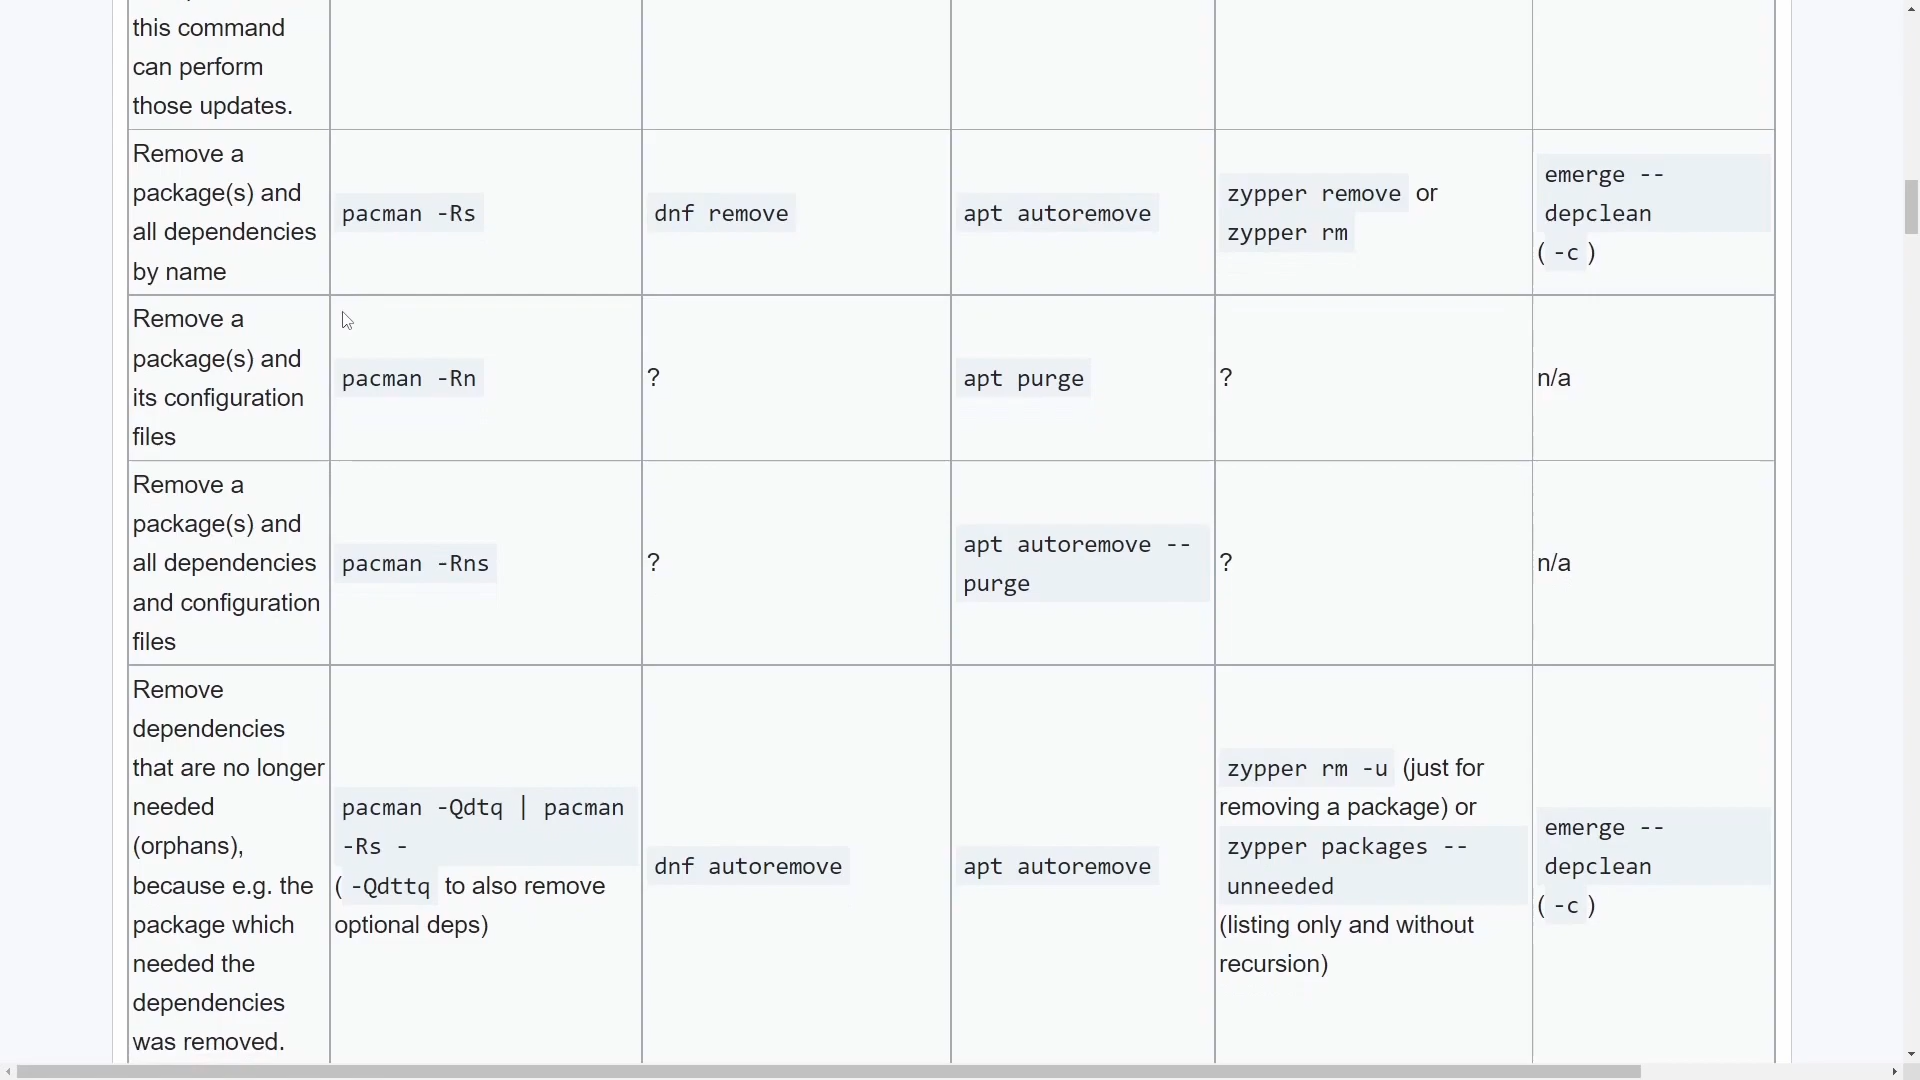 this command
can perform
those updates.
Remove a
package(s) and
all dependencies
by name
pacman -Rs
dnf remove
apt autoremove
zypper remove or
zypper rm
emerge --
depclean
( -c )
Remove a
package(s) and
its configuration
files
pacman -Rn
?
apt purge
?
n/a
Remove a
package(s) and
all dependencies
and configuration
files
pacman -Rns
?
apt autoremove --
purge
?
n/a
Remove
dependencies
that are no longer
needed
(orphans),
because e.g. the
package which
needed the
dependencies
was removed.
pacman -Qdtq | pacman
-Rs -
( -Qdttq to also remove
optional deps)
dnf autoremove
apt autoremove
zypper rm -u (just for
removing a package) or
zypper packages --
unneeded
(listing only and without
recursion)
emerge --
depclean
( -c )